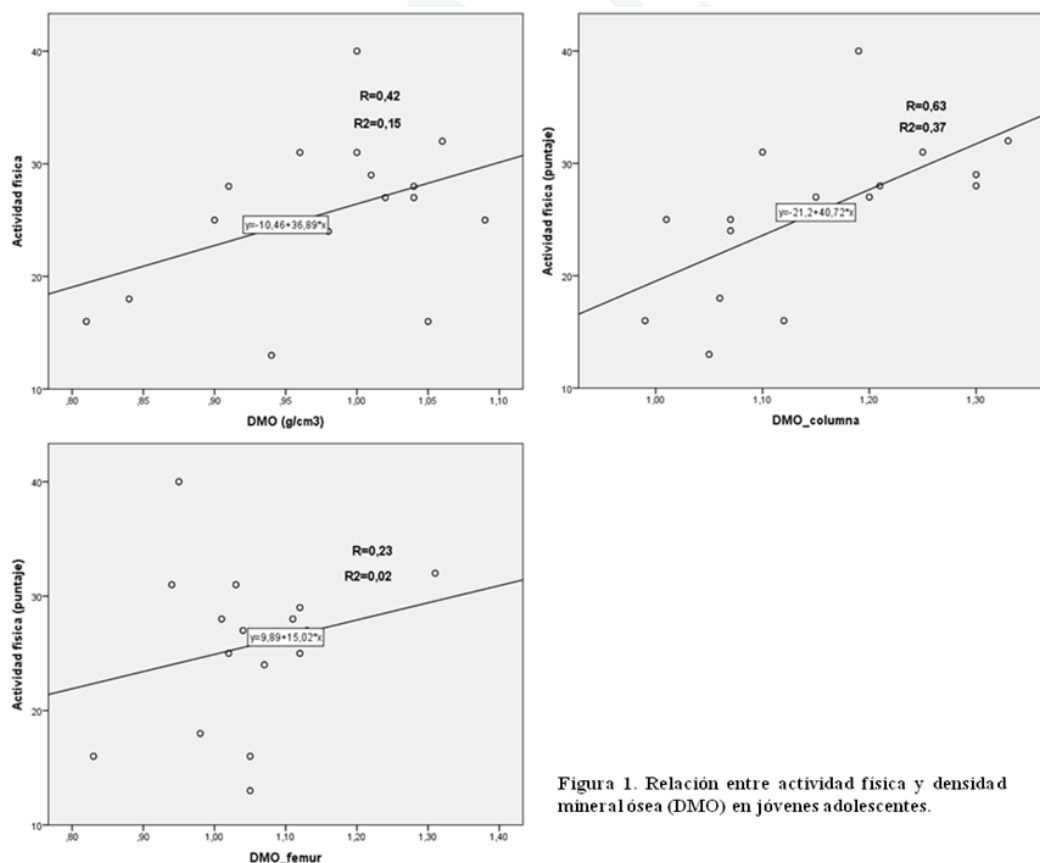 40
30
20
10
Actividad física
R=0,42
R2=0,15
y=-10,46+36,89*x
,80 ,85 ,90 ,95 1,00 1,05 1,10
DMO (g/cm3)
40
30
20
10
Actividad física (puntaje)
R=0,63
R2=0,37
y=-21,2+40,72*x
1,00 1,10 1,20 1,30
DMO_columna
40
30
20
10
Actividad física (puntaje)
R=0,23
R2=0,02
y=9,89+15,02*x
,80 ,90 1,00 1,10 1,20 1,30 1,40
DMO_femur
Figura 1. Relación entre actividad física y densidad
mineral ósea (DMO) en jóvenes adolescentes.